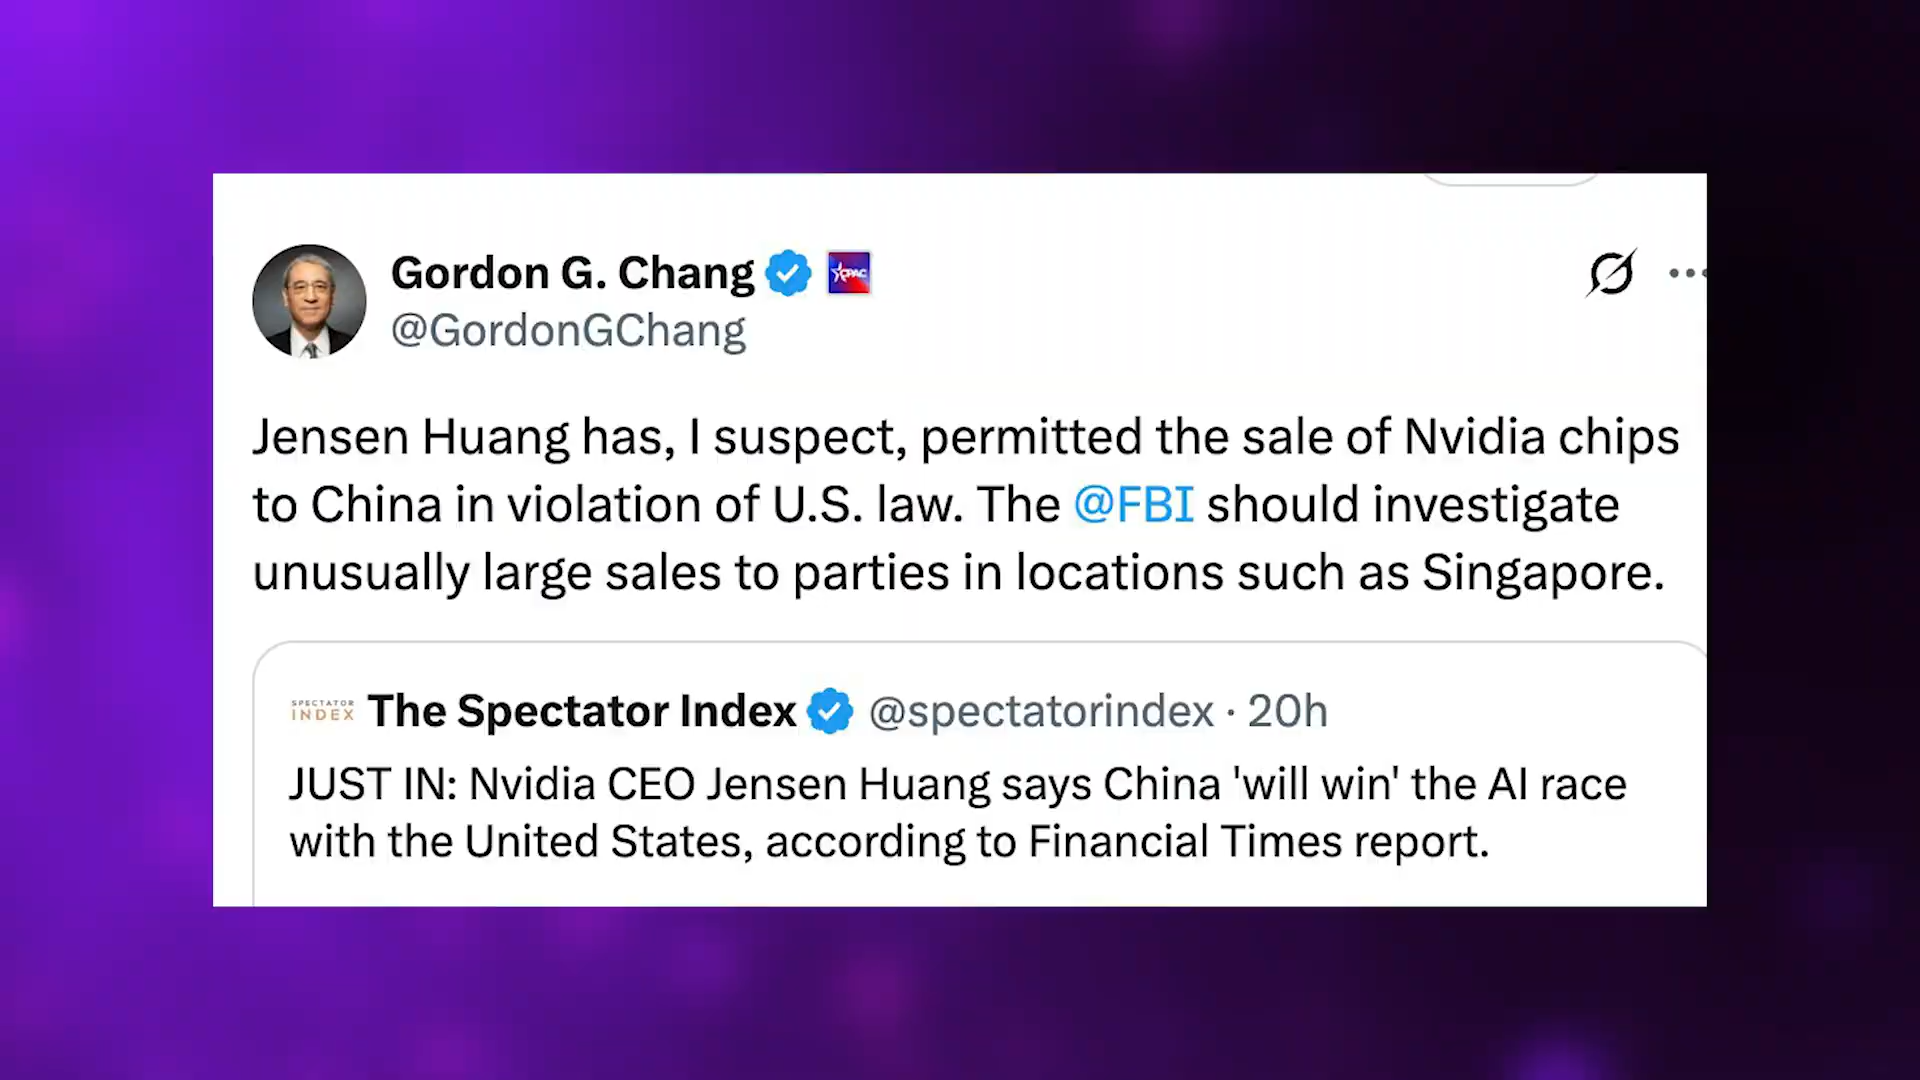 Gordon G. Chang
CPAC
@GordonGChang
Jensen Huang has, I suspect, permitted the sale of Nvidia chips
to China in violation of U.S. law. The @FBI should investigate
unusually large sales to parties in locations such as Singapore.
SPECTATOR
INDEX
The Spectator Index @spectatorindex · 20h
JUST IN: Nvidia CEO Jensen Huang says China 'will win' the AI race
with the United States, according to Financial Times report.